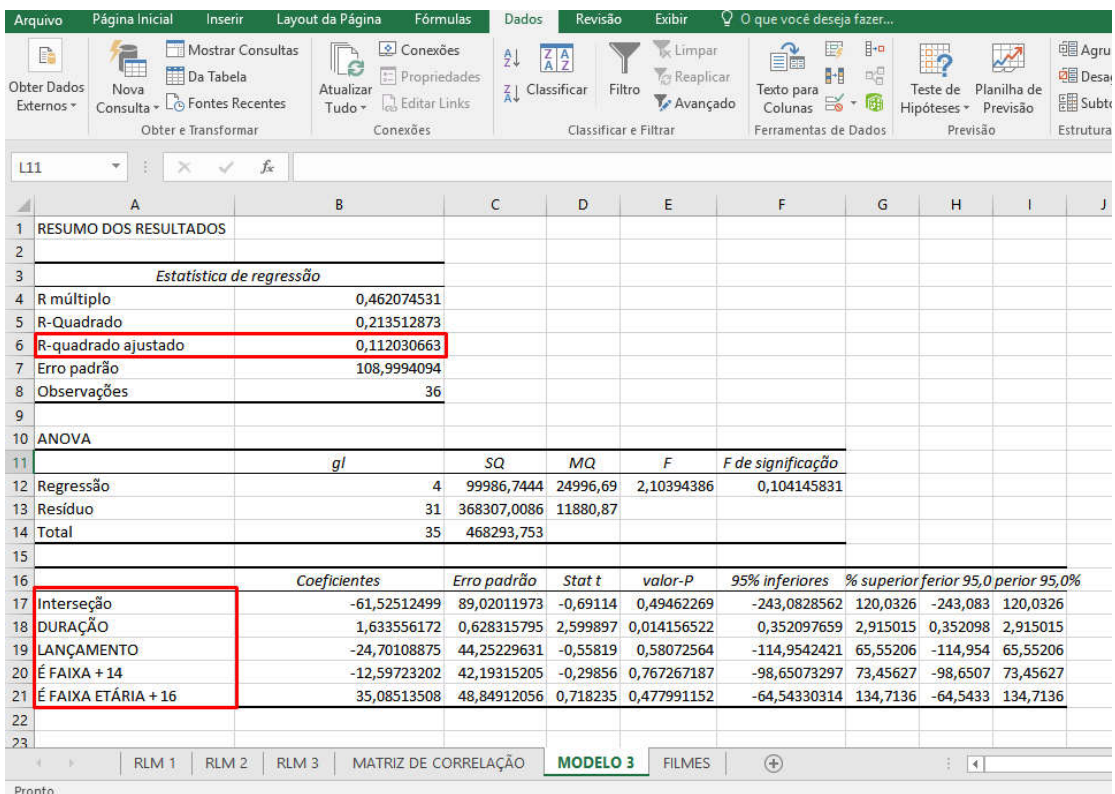 Arquivo Página Inicial Inserir Layout da Página Fórmulas Dados Revisão Exibir O que você deseja fazer...
Obter Dados Externos
Nova Consulta
Mostrar Consultas
Da Tabela
Fontes Recentes
Obter e Transformar
Atualizar Tudo
Conexões
Propriedades
Editar Links
Conexões
Classificar
Filtro
Limpar
Reaplicar
Avançado
Classificar e Filtrar
Texto para Colunas
Ferramentas de Dados
Teste de Hipóteses
Planilha de Previsão
Previsão
Agru
Desa
Subto
Estrutura
L11 fx
A B C D E F G H I J
1 RESUMO DOS RESULTADOS
2
3 Estatística de regressão
4 R múltiplo 0,462074531
5 R-Quadrado 0,213512873
6 R-quadrado ajustado 0,112030663
7 Erro padrão 108,9994094
8 Observações 36
9
10 ANOVA
11 gl SQ MQ F F de significação
12 Regressão 4 99986,7444 24996,69 2,10394386 0,104145831
13 Resíduo 31 368307,0086 11880,87
14 Total 35 468293,753
15
16 Coeficientes Erro padrão Stat t valor-P 95% inferiores % superior ferior 95,0 perior 95,0%
17 Interseção -61,52512499 89,02011973 -0,69114 0,49462269 -243,0828562 120,0326 -243,083 120,0326
18 DURAÇÃO 1,633556172 0,628315795 2,599897 0,014156522 0,352097659 2,915015 0,352098 2,915015
19 LANÇAMENTO -24,70108875 44,25229631 -0,55819 0,58072564 -114,9542421 65,55206 -114,954 65,55206
20 É FAIXA + 14 -12,59723202 42,19315205 -0,29856 0,767267187 -98,65073297 73,45627 -98,6507 73,45627
21 É FAIXA ETÁRIA + 16 35,08513508 48,84912056 0,718235 0,477991152 -64,54330314 134,7136 -64,5433 134,7136
22
23
RLM 1 RLM 2 RLM 3 MATRIZ DE CORRELAÇÃO MODELO 3 FILMES
Pronto